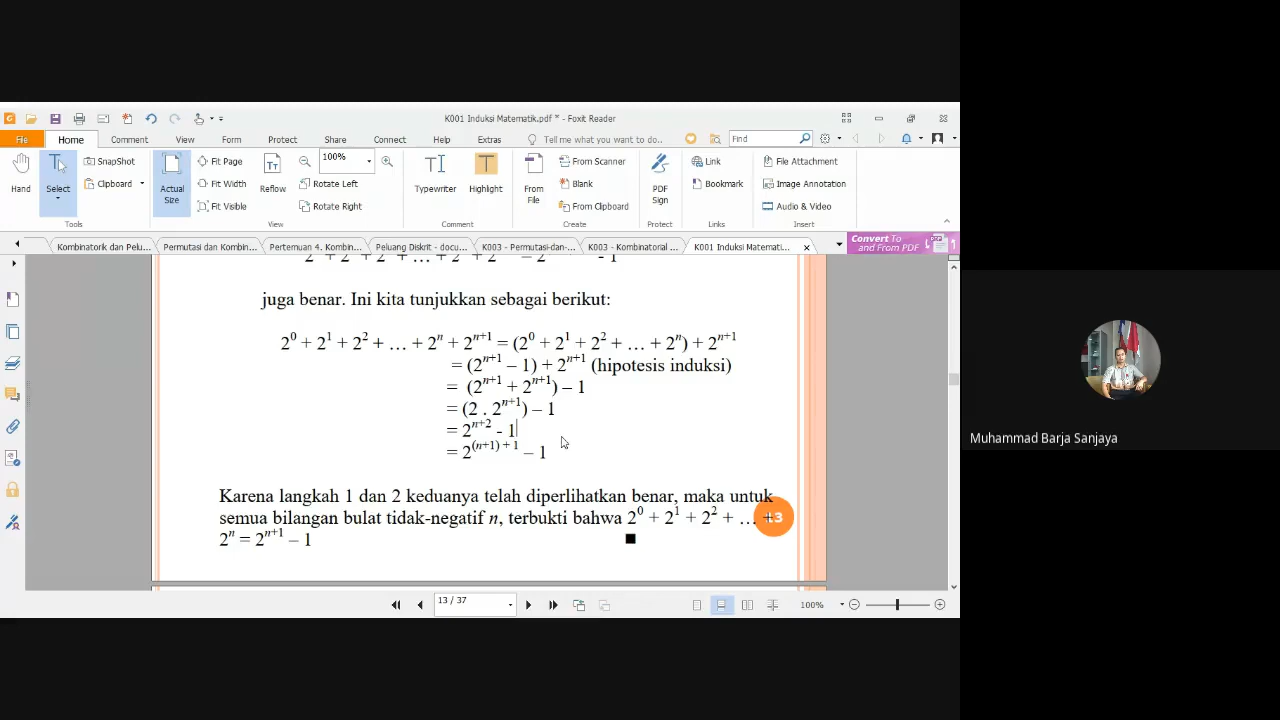 K001 Induksi Matematik.pdf * - Foxit Reader
File Home Comment View Form Protect Share Connect Help Extras Tell me what you want to do.. Find
Hand
Select
SnapShot
Clipboard
Actual
Size
Fit Page
Fit Width
Fit Visible
Reflow
100%
Rotate Left
Rotate Right
Typewriter
Highlight
From
File
From Scanner
Blank
From Clipboard
PDF
Sign
Link
Bookmark
File Attachment
Image Annotation
Audio & Video
Tools View Comment Create Protect Links Insert
Kombinatorik dan Pelu... Permutasi dan Kombin... Pertemuan 4. Kombin... Peluang Diskrit - docu... K003 - Permutasi-dan-... K003 - Kombinatorial ... K001 Induksi Matemati...
Convert To
and From PDF
juga benar. Ini kita tunjukkan sebagai berikut:
2^0 + 2^1 + 2^2 + … + 2^n + 2^{n+1} = (2^0 + 2^1 + 2^2 + … + 2^n) + 2^{n+1}
= (2^{n+1} – 1) + 2^{n+1} (hipotesis induksi)
= (2^{n+1} + 2^{n+1}) – 1
= (2 . 2^{n+1}) – 1
= 2^{n+2} - 1
= 2^{(n+1) + 1} – 1
Karena langkah 1 dan 2 keduanya telah diperlihatkan benar, maka untuk
semua bilangan bulat tidak-negatif n, terbukti bahwa 2^0 + 2^1 + 2^2 + … +
2^n = 2^{n+1} – 1 ■
13 / 37
100%
Muhammad Barja Sanjaya